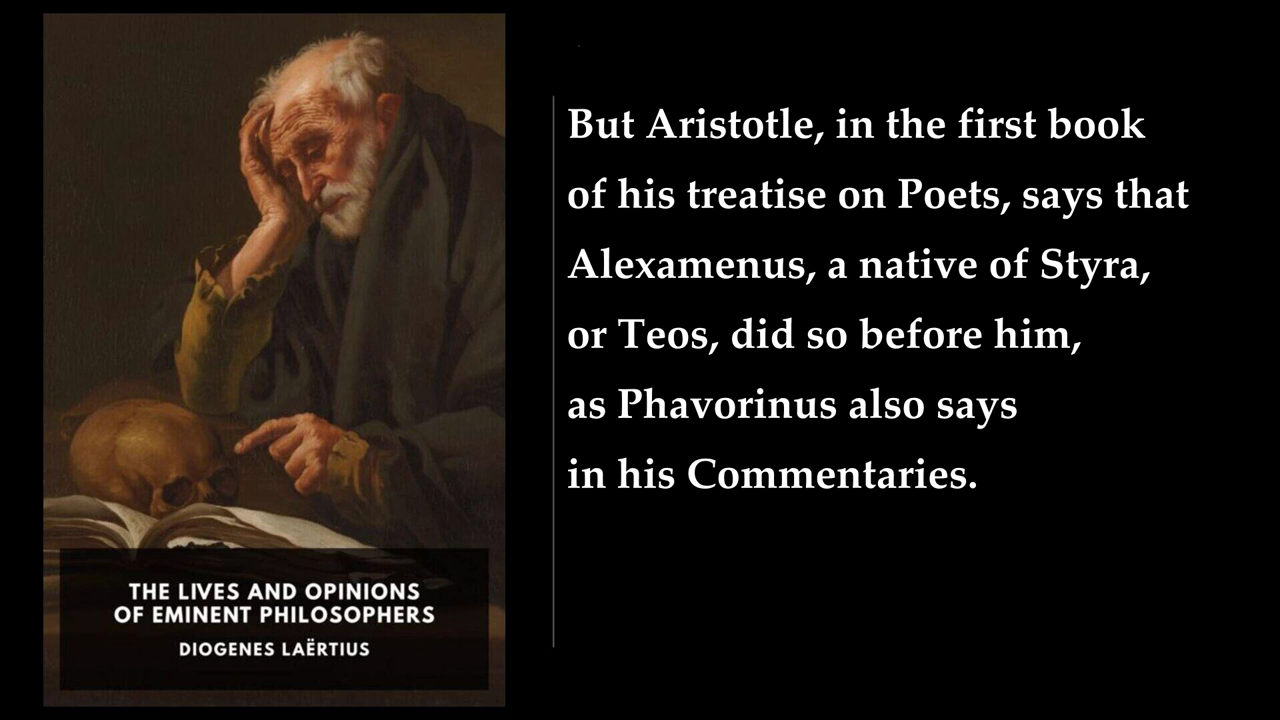 But Aristotle, in the first book
of his treatise on Poets, says that
Alexamenus, a native of Styra,
or Teos, did so before him,
as Phavorinus also says
in his Commentaries.
THE LIVES AND OPINIONS
OF EMINENT PHILOSOPHERS
DIOGENES LAËRTIUS